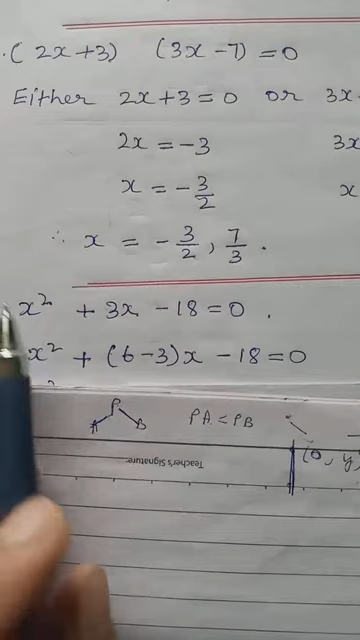 (2x+3) (3x-7) = 0
Either 2x+3 = 0 or 3x
2x = -3 3x
x = -3/2 x
∴ x = -3/2, 7/3.
x² + 3x - 18 = 0.
x² + (6-3)x - 18 = 0
P
A B PA < PB
(0, y
Teacher's Signature: